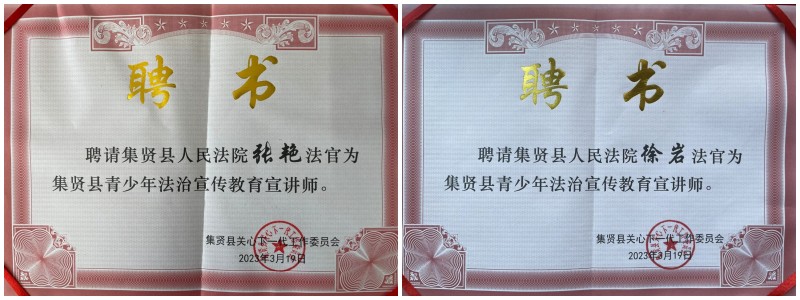 聘 书
聘请集贤县人民法院张艳法官为
集贤县青少年法治宣传教育宣讲师。
集贤县关心下一代工作委员会
2023年3月19日
聘 书
聘请集贤县人民法院徐岩法官为
集贤县青少年法治宣传教育宣讲师。
集贤县关心下一代工作委员会
2023年3月19日